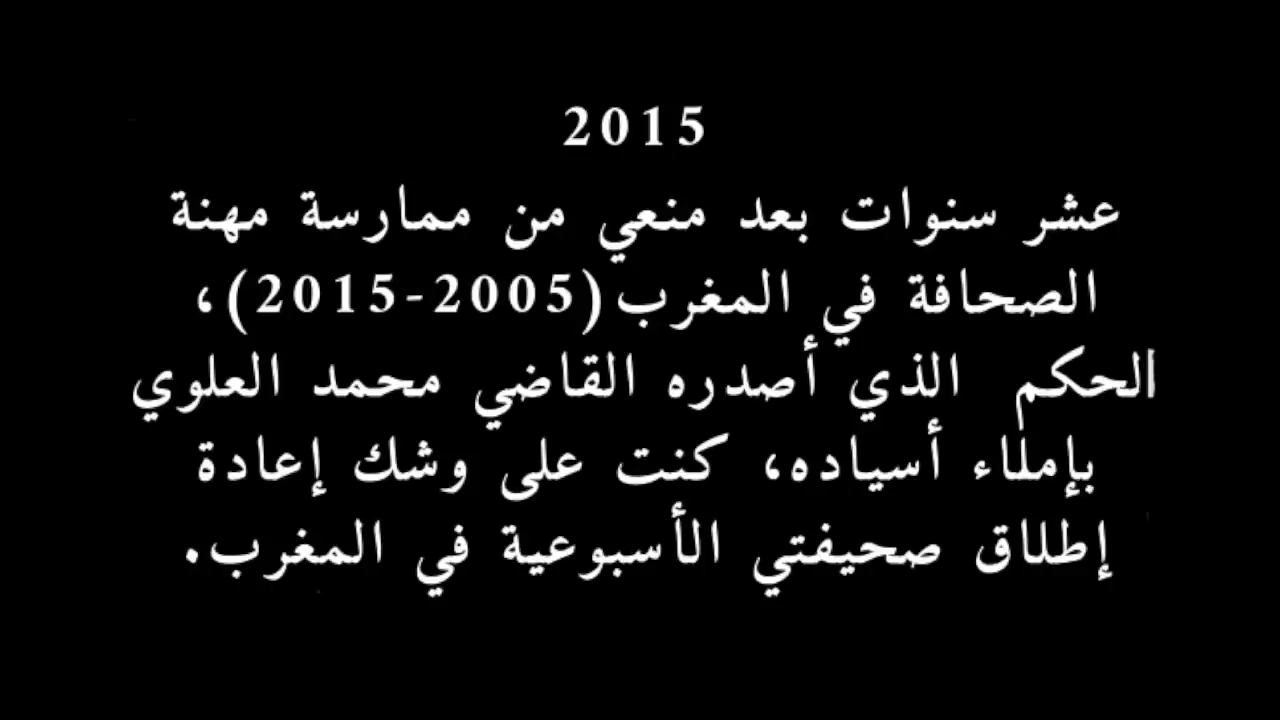 2015
عشر سنوات بعد منعي من ممارسة مهنة
الصحافة في المغرب (2005-2015)،
الحكم الذي أصدره القاضي محمد العلوي
بإملاء أسياده، كنت على وشك إعادة
إطلاق صحيفتي الأسبوعية في المغرب.